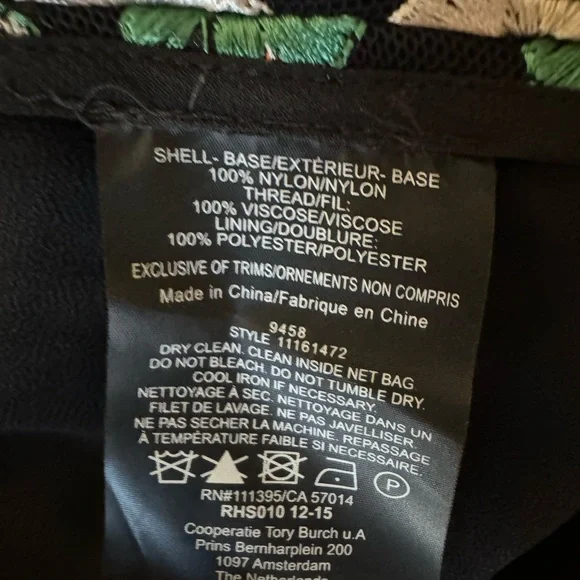 SHELL- BASE/EXTÉRIEUR- BASE
100% NYLON/NYLON
THREAD/FIL:
100% VISCOSE/VISCOSE
LINING/DOUBLURE:
100% POLYESTER/POLYESTER
EXCLUSIVE OF TRIMS/ORNEMENTS NON COMPRIS
Made in China/Fabrique en Chine
9458
STYLE 11161472
DRY CLEAN. CLEAN INSIDE NET BAG.
DO NOT BLEACH. DO NOT TUMBLE DRY.
COOL IRON IF NECESSARY.
NETTOYAGE À SEC. NETTOYAGE DANS UN
FILET DE LAVAGE. NE PAS JAVELLISER.
NE PAS SECHER LA MACHINE. REPASSAGE
À TEMPÉRATURE FAIBLE SI NECESSAIRE.
P
RN#111395/CA 57014
RHS010 12-15
Cooperatie Tory Burch u.A
Prins Bernharplein 200
1097 Amsterdam
The Netherlands